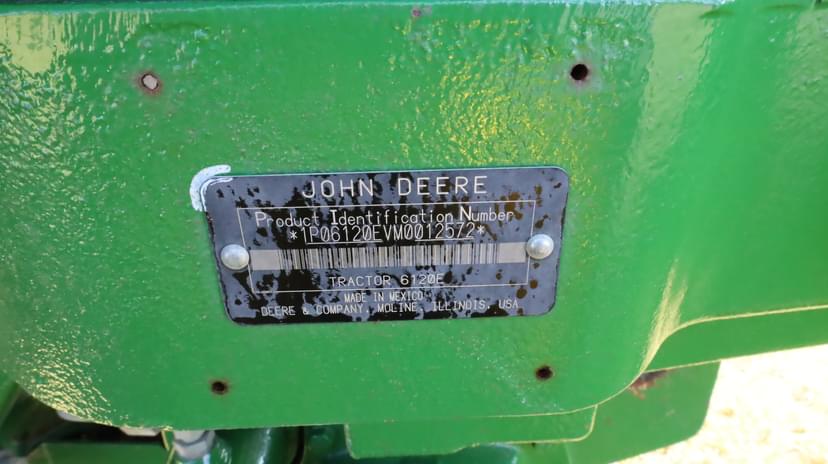 JOHN DEERE
Product Identification Number
*1P06120EVM0012572*
TRACTOR 6120E
MADE IN MEXICO
DEERE & COMPANY, MOLINE, ILLINOIS, USA